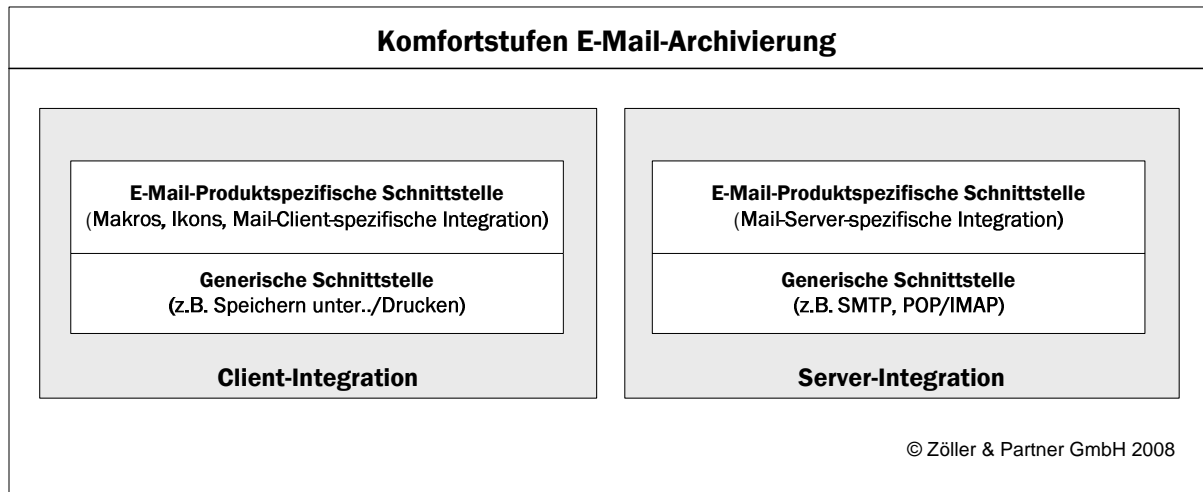 Komfortstufen E-Mail-Archivierung
E-Mail-Produktspezifische Schnittstelle
(Makros, Ikons, Mail-Client-spezifische Integration)
Generische Schnittstelle
(z.B. Speichern unter../Drucken)
Client-Integration
E-Mail-Produktspezifische Schnittstelle
(Mail-Server-spezifische Integration)
Generische Schnittstelle
(z.B. SMTP, POP/IMAP)
Server-Integration
© Zöller & Partner GmbH 2008